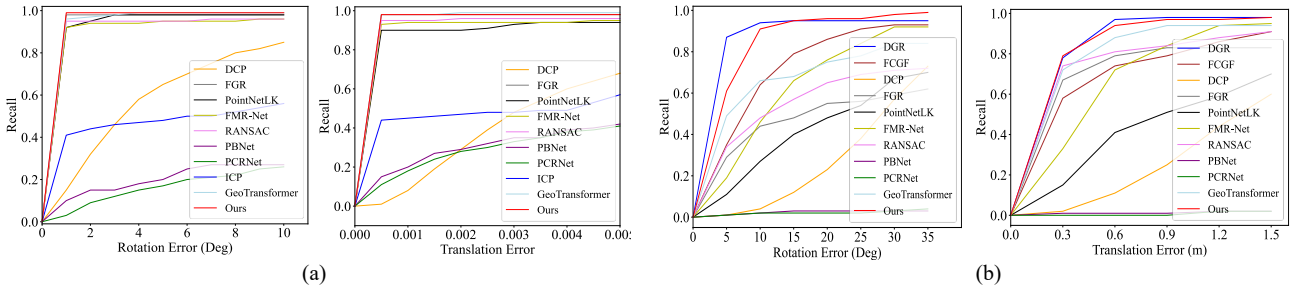 1.0
0.8
0.6
0.4
0.2
0.0
Recall
0 2 4 6 8 10
Rotation Error (Deg)
DCP
FGR
PointNetLK
FMR-Net
RANSAC
PBNet
PCRNet
ICP
GeoTransformer
Ours
1.0
0.8
0.6
0.4
0.2
0.0
Recall
0.000 0.001 0.002 0.003 0.004 0.005
Translation Error
DCP
FGR
PointNetLK
FMR-Net
RANSAC
PBNet
PCRNet
ICP
GeoTransformer
Ours
(a)
1.0
0.8
0.6
0.4
0.2
0.0
Recall
0 5 10 15 20 25 30 35
Rotation Error (Deg)
DGR
FCGF
DCP
FGR
PointNetLK
FMR-Net
RANSAC
PBNet
PCRNet
GeoTransformer
Ours
1.0
0.8
0.6
0.4
0.2
0.0
Recall
0.0 0.3 0.6 0.9 1.2 1.5
Translation Error (m)
DGR
FCGF
DCP
FGR
PointNetLK
FMR-Net
RANSAC
PBNet
PCRNet
GeoTransformer
Ours
(b)